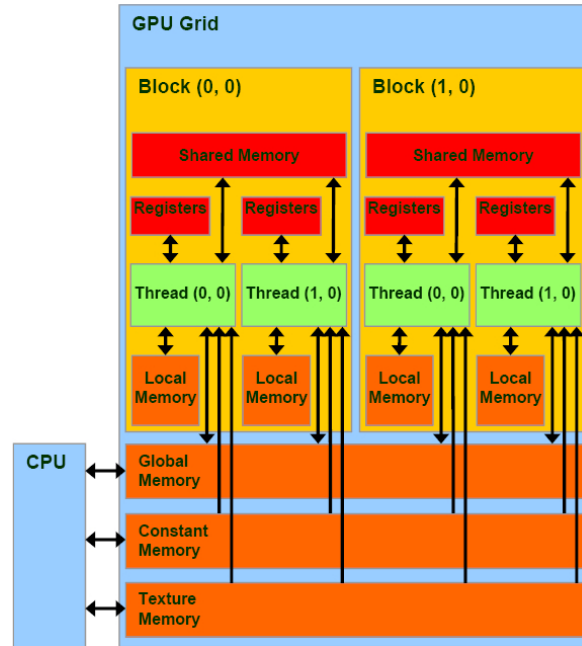 GPU Grid
Block (0, 0)
Block (1, 0)
Shared Memory
Shared Memory
Registers
Registers
Registers
Registers
Thread (0, 0)
Thread (1, 0)
Thread (0, 0)
Thread (1, 0)
Local
Memory
Local
Memory
Local
Memory
Local
Memory
CPU
Global
Memory
Constant
Memory
Texture
Memory